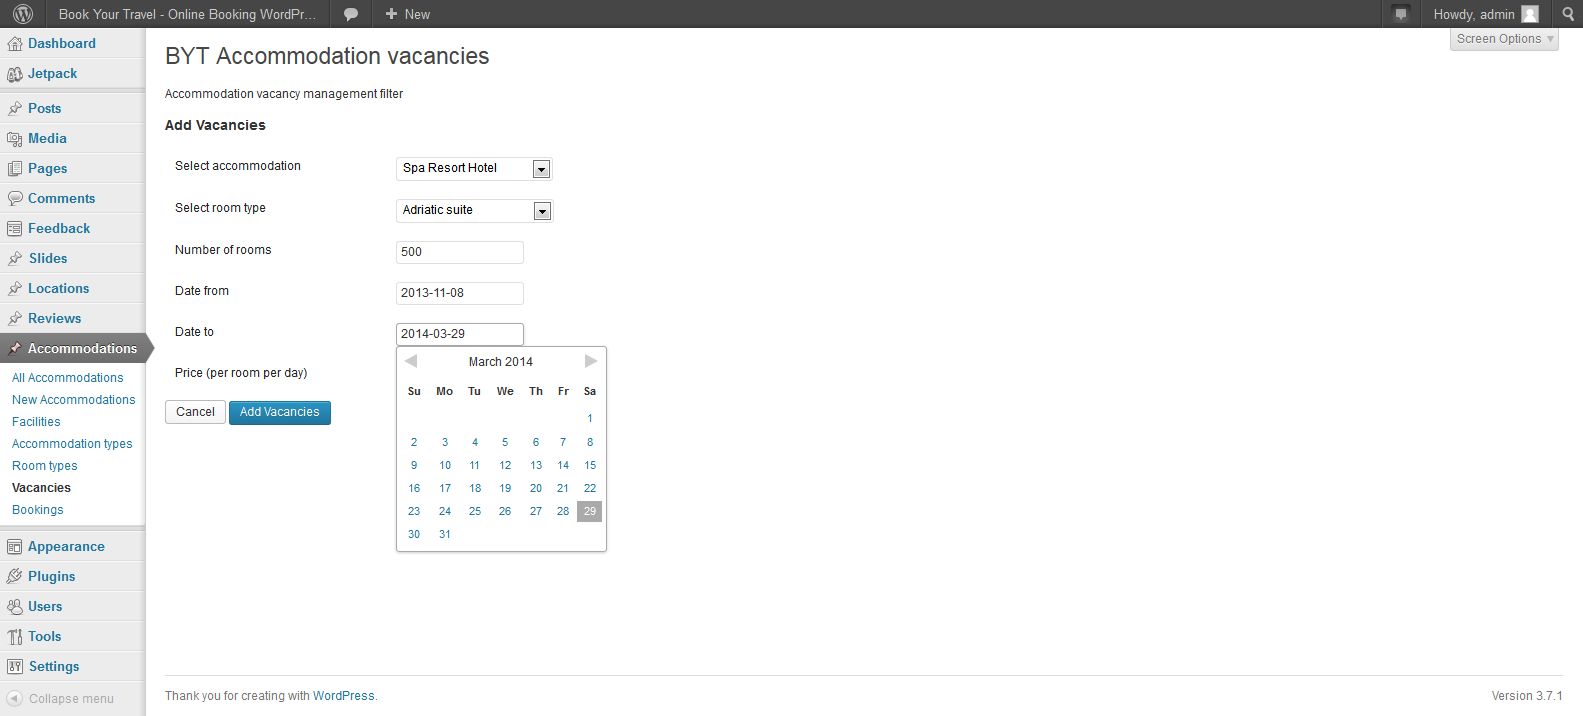 Book Your Travel - Online Booking WordPr...
New
Howdy, admin
Screen Options
Dashboard
Jetpack
Posts
Media
Pages
Comments
Feedback
Slides
Locations
Reviews
Accommodations
All Accommodations
New Accommodations
Facilities
Accommodation types
Room types
Vacancies
Bookings
Appearance
Plugins
Users
Tools
Settings
Collapse menu
BYT Accommodation vacancies
Accommodation vacancy management filter
Add Vacancies
Select accommodation Spa Resort Hotel
Select room type Adriatic suite
Number of rooms 500
Date from 2013-11-08
Date to 2014-03-29
Price (per room per day)
Cancel Add Vacancies
March 2014
Su Mo Tu We Th Fr Sa
1
2 3 4 5 6 7 8
9 10 11 12 13 14 15
16 17 18 19 20 21 22
23 24 25 26 27 28 29
30 31
Thank you for creating with WordPress.
Version 3.7.1